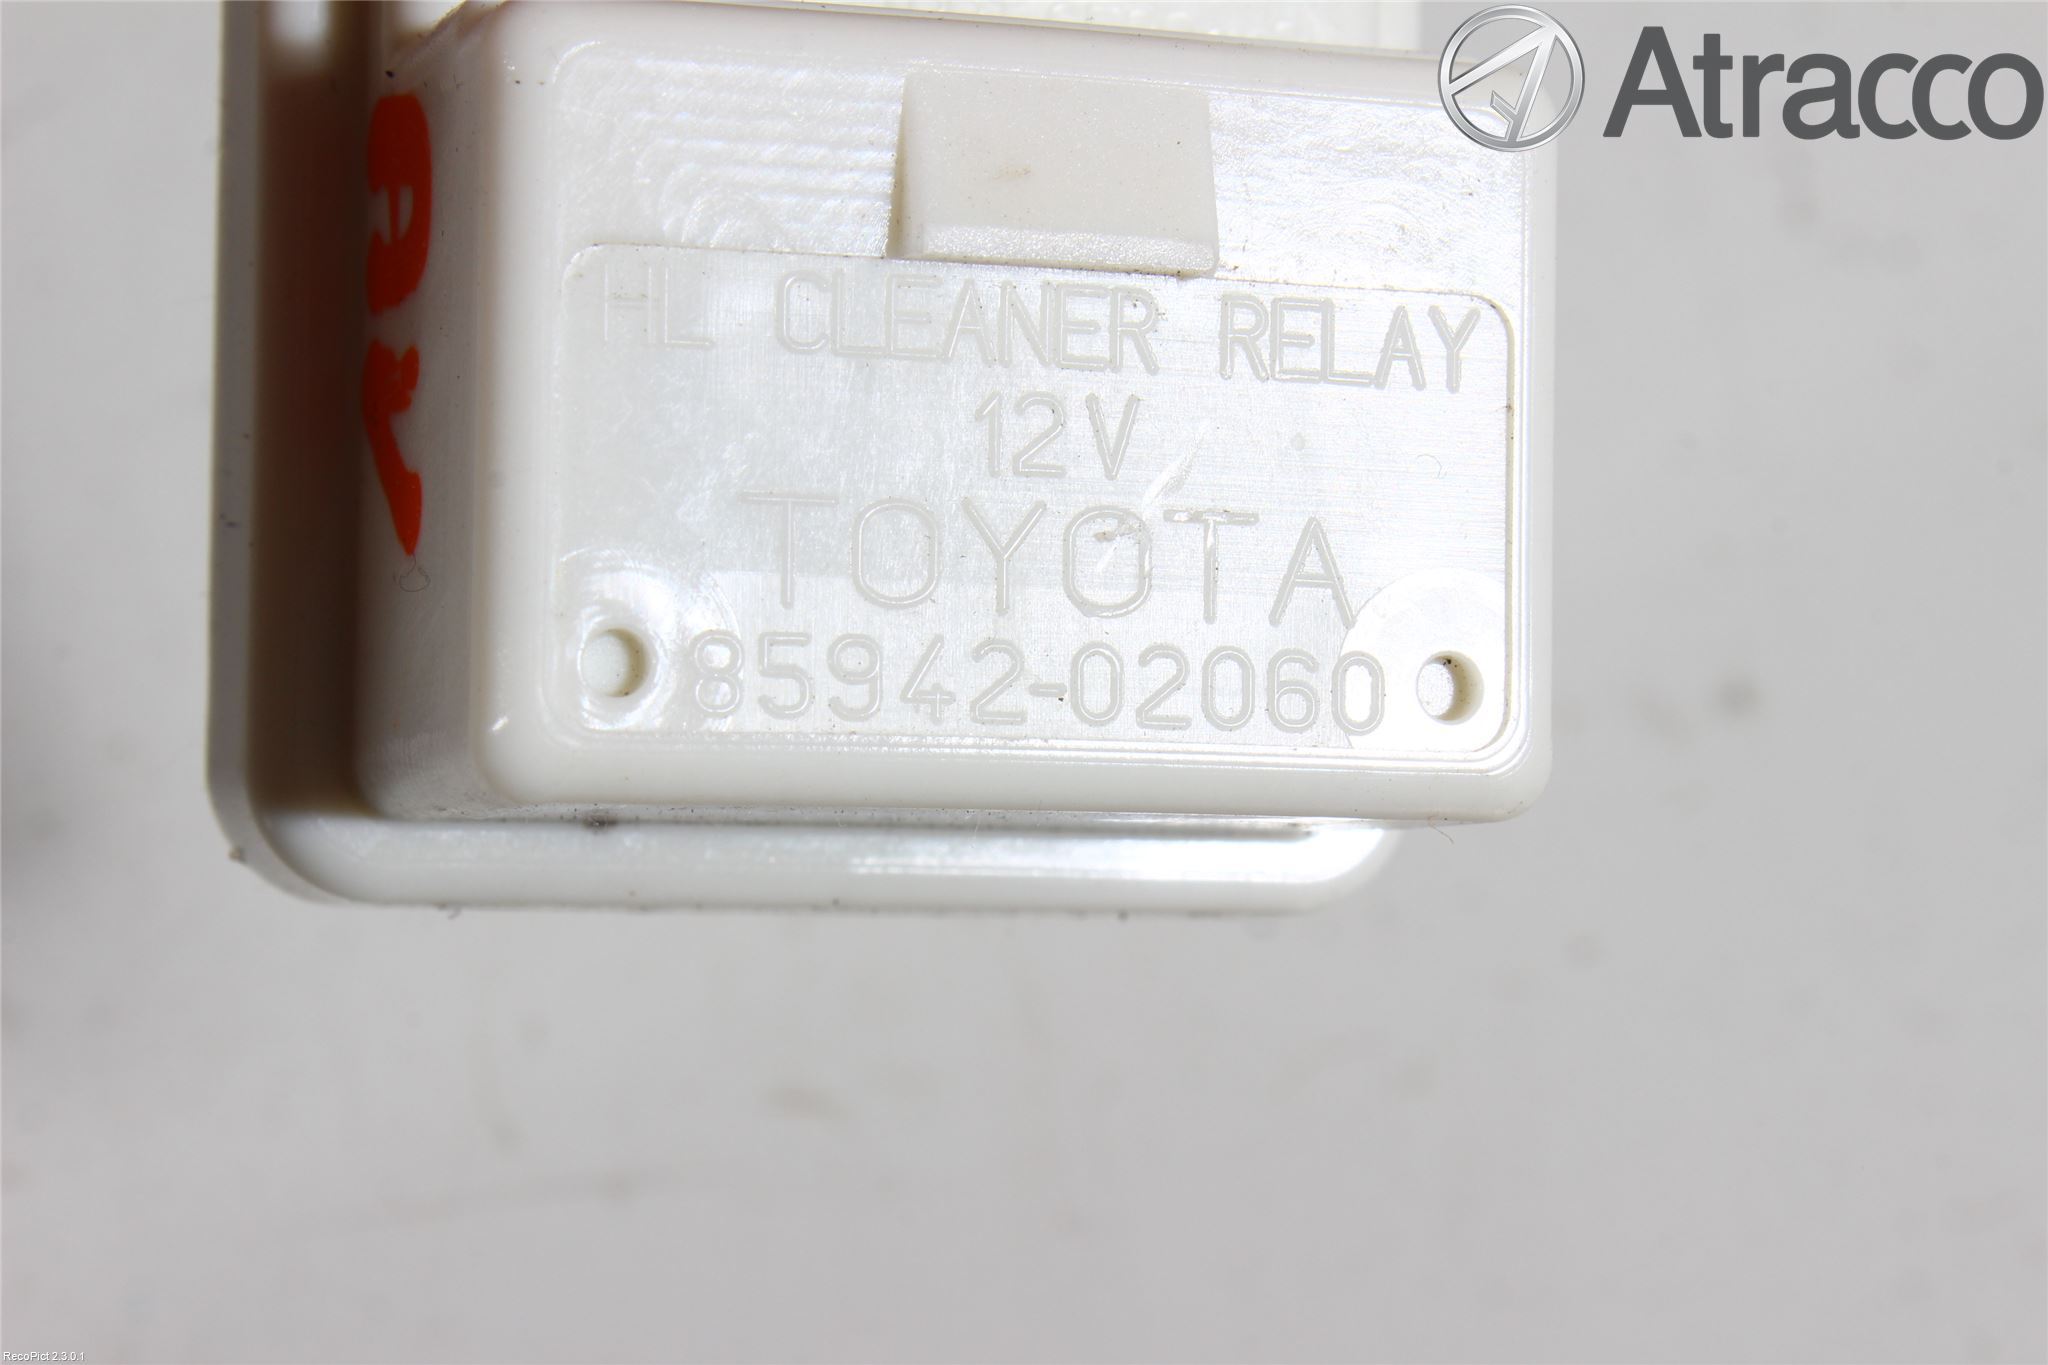 Atracco
HL CLEANER RELAY
12V
TOYOTA
85942-02060
RecoPict 2.3.0.1